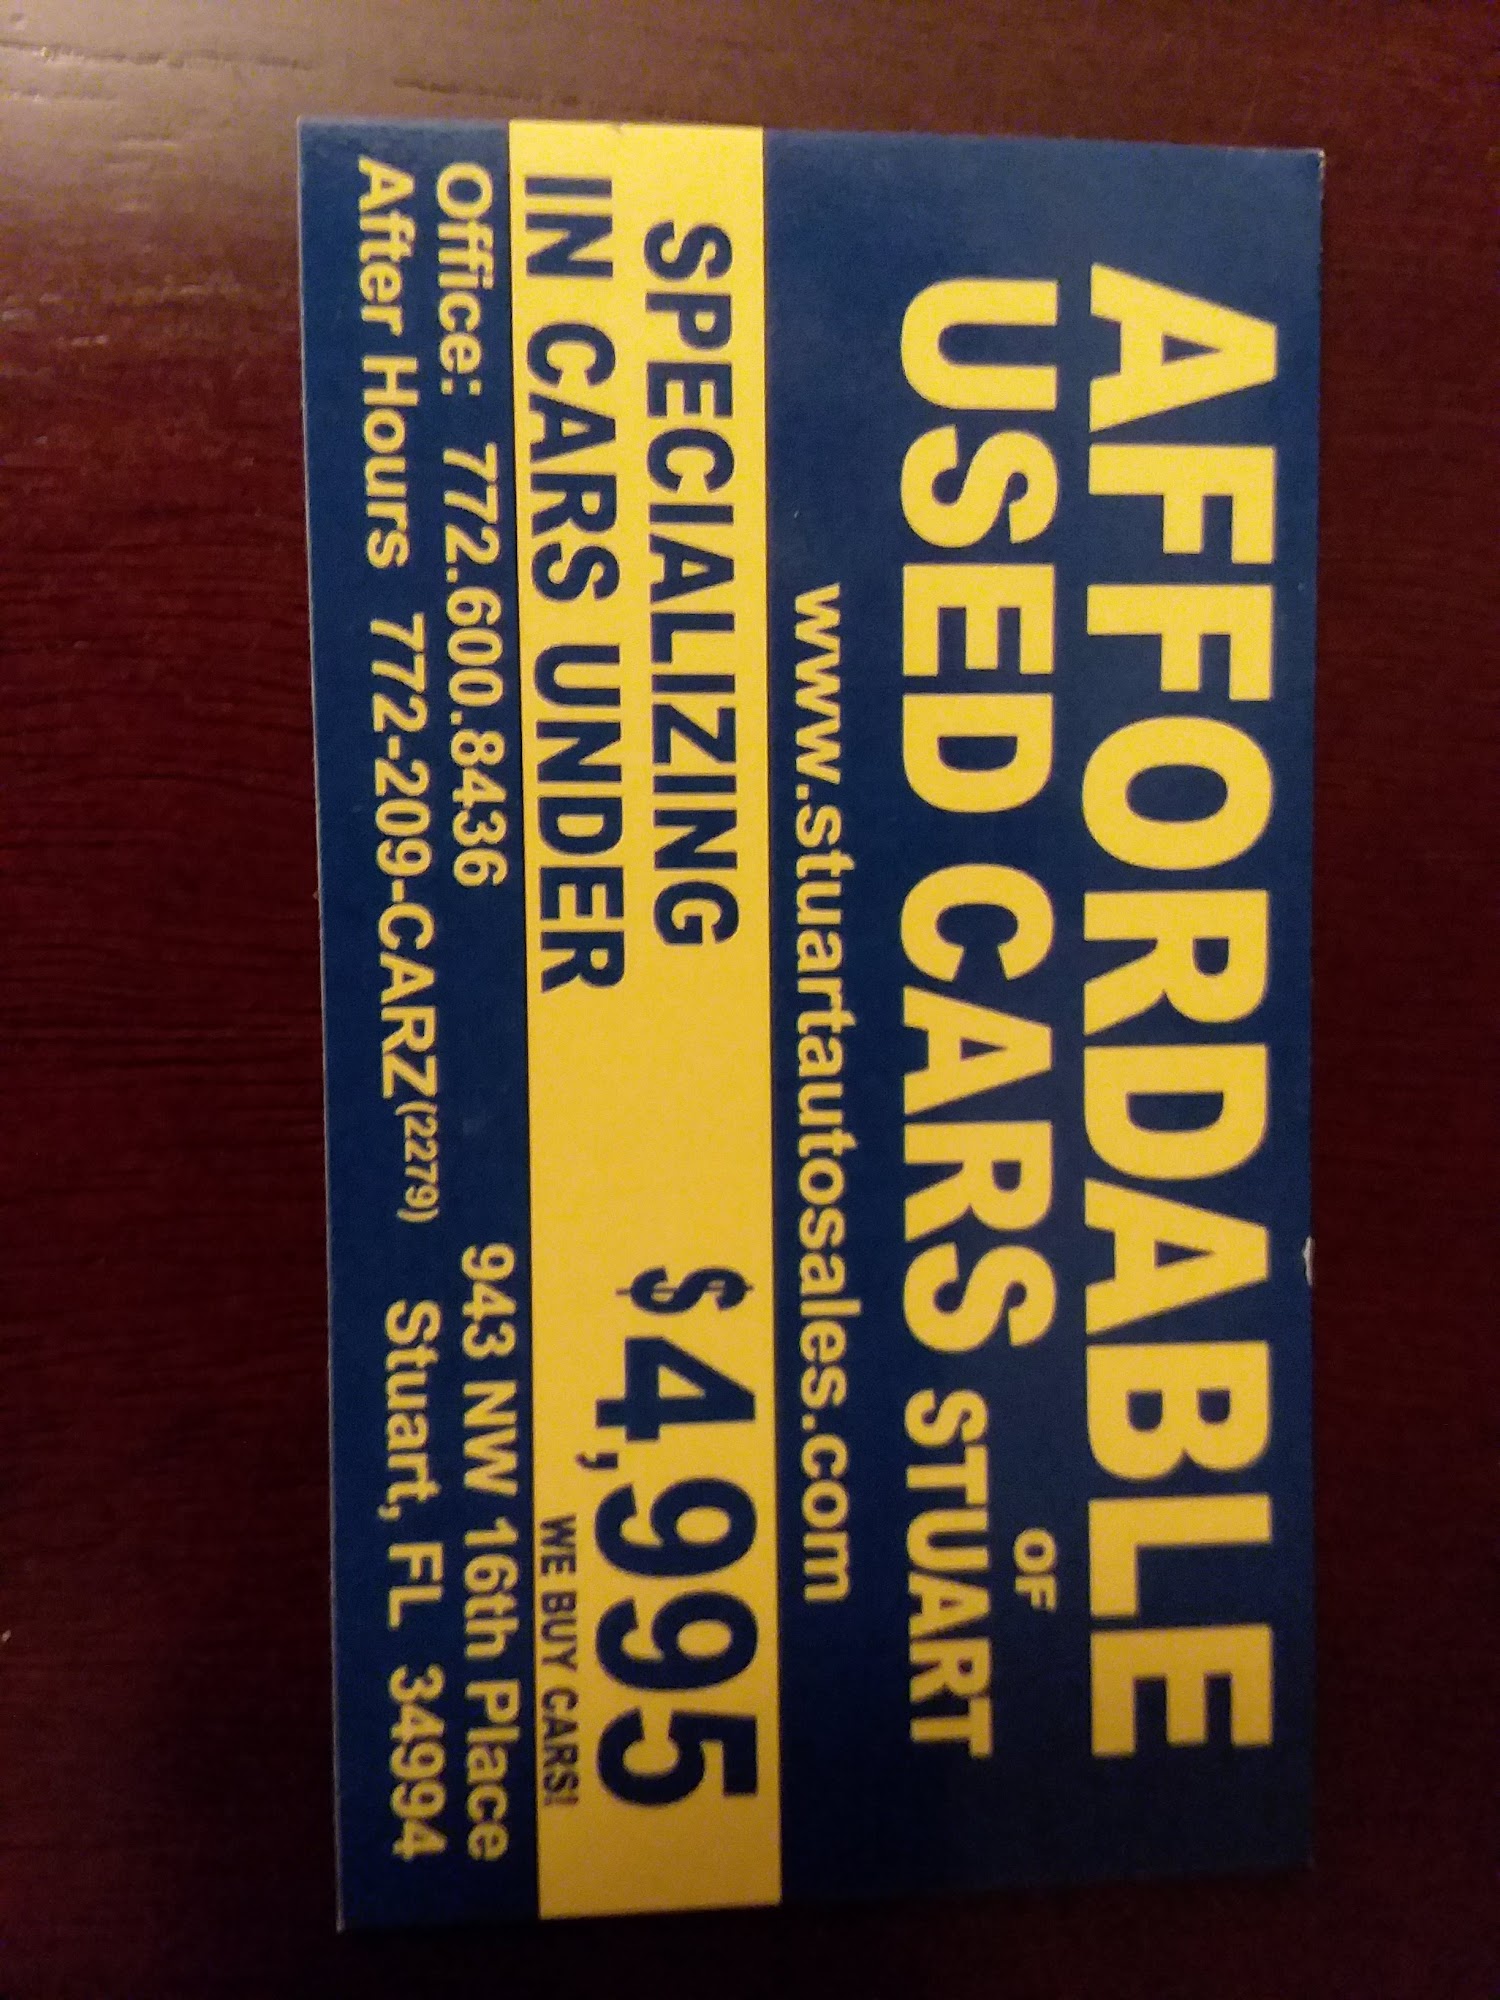 AFFORDABLE
USED CARS OF STUART
www.stuartautosales.com
SPECIALIZING
IN CARS UNDER
$4,995
WE BUY CARS!
Office: 772.600.8436
After Hours 772-209-CARZ(2279)
943 NW 16th Place
Stuart, FL 34994